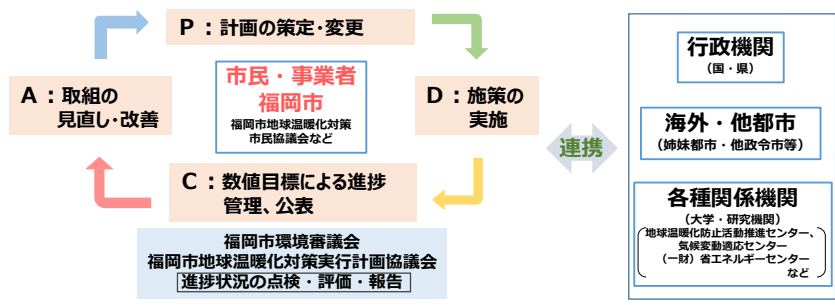 P：計画の策定・変更
A：取組の
見直し・改善
市民・事業者
福岡市
福岡市地球温暖化対策
市民協議会など
D：施策の
実施
C：数値目標による進捗
管理、公表
福岡市環境審議会
福岡市地球温暖化対策実行計画協議会
進捗状況の点検・評価・報告
連携
行政機関
（国・県）
海外・他都市
（姉妹都市・他政令市等）
各種関係機関
（大学・研究機関）
地球温暖化防止活動推進センター、
気候変動適応センター
（一財）省エネルギーセンター
など